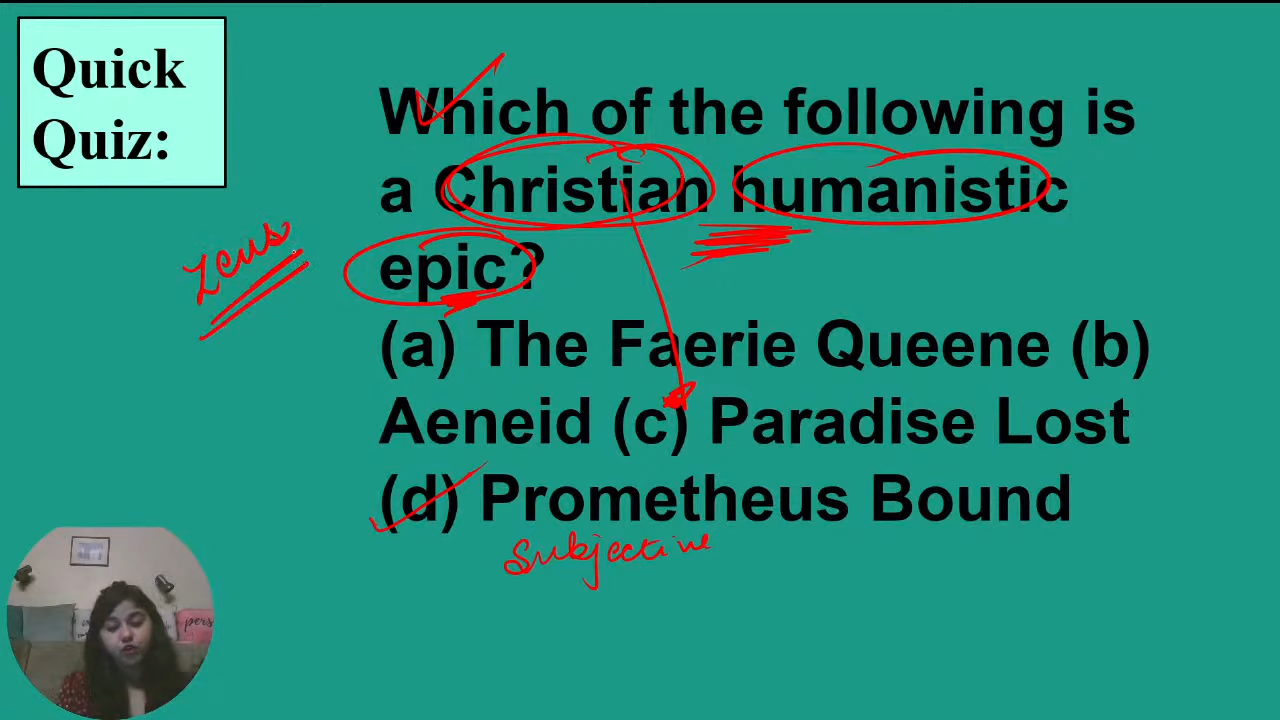 Quick
Quiz:
Which of the following is
a Christian humanistic
epic?
Zeus
(a) The Faerie Queene (b)
Aeneid (c) Paradise Lost
(d) Prometheus Bound
Subjective